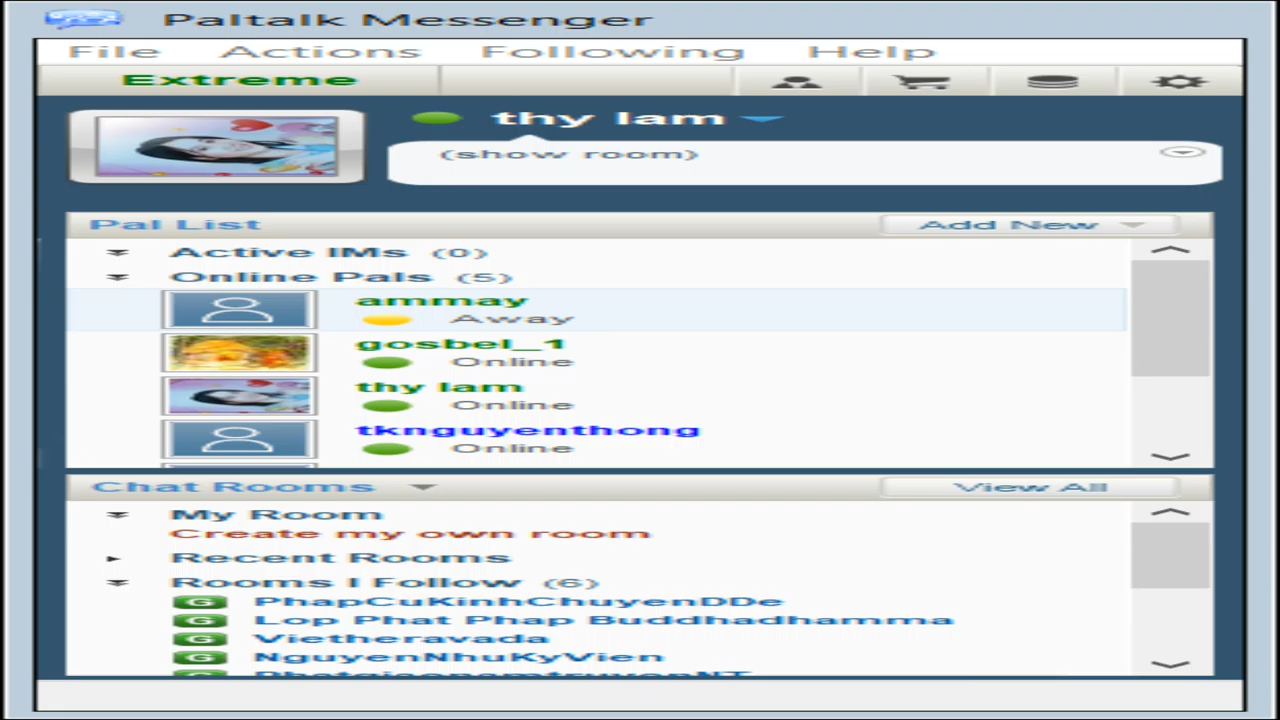 Paltalk Messenger
File Actions Following Help
Extreme
thy lam
(show room)
Pal List Add New
Active IMs (0)
Online Pals (5)
ammay
Away
gosbel_1
Online
thy lam
Online
tknguyenthong
Online
Chat Rooms View All
My Room
Create my own room
Recent Rooms
Rooms I Follow (6)
G PhapCuKinhChuyenDDe
G Lop Phat Phap Buddhadhamma
G Vietheravada
G NguyenNhuKyVien